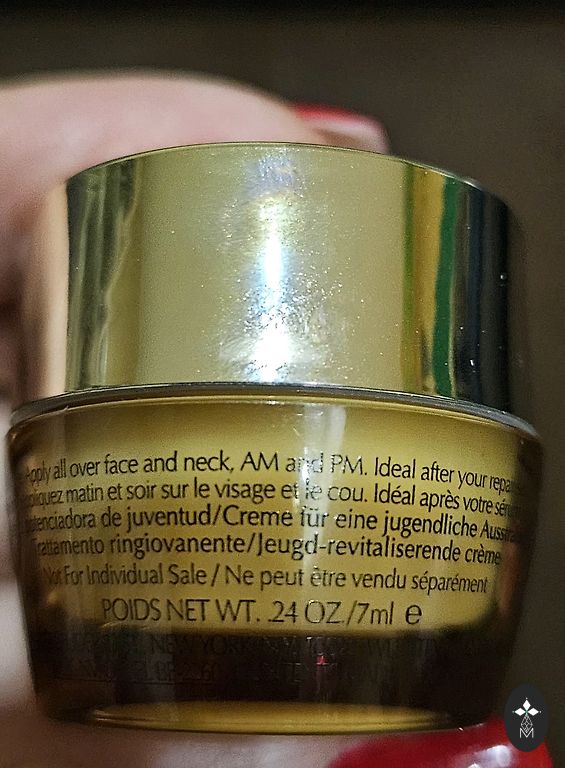 Apply all over face and neck, AM and PM. Ideal after your
matin et soir sur le visage et le cou. Idéal après votre
de juventud/Creme für eine jugendliche
Trattamento ringiovanente/Jeugd-revitaliserende crème
Not For Individual Sale / Ne peut être vendu séparément
POIDS NET WT. .24 OZ./7ml e
NEW YORK
M